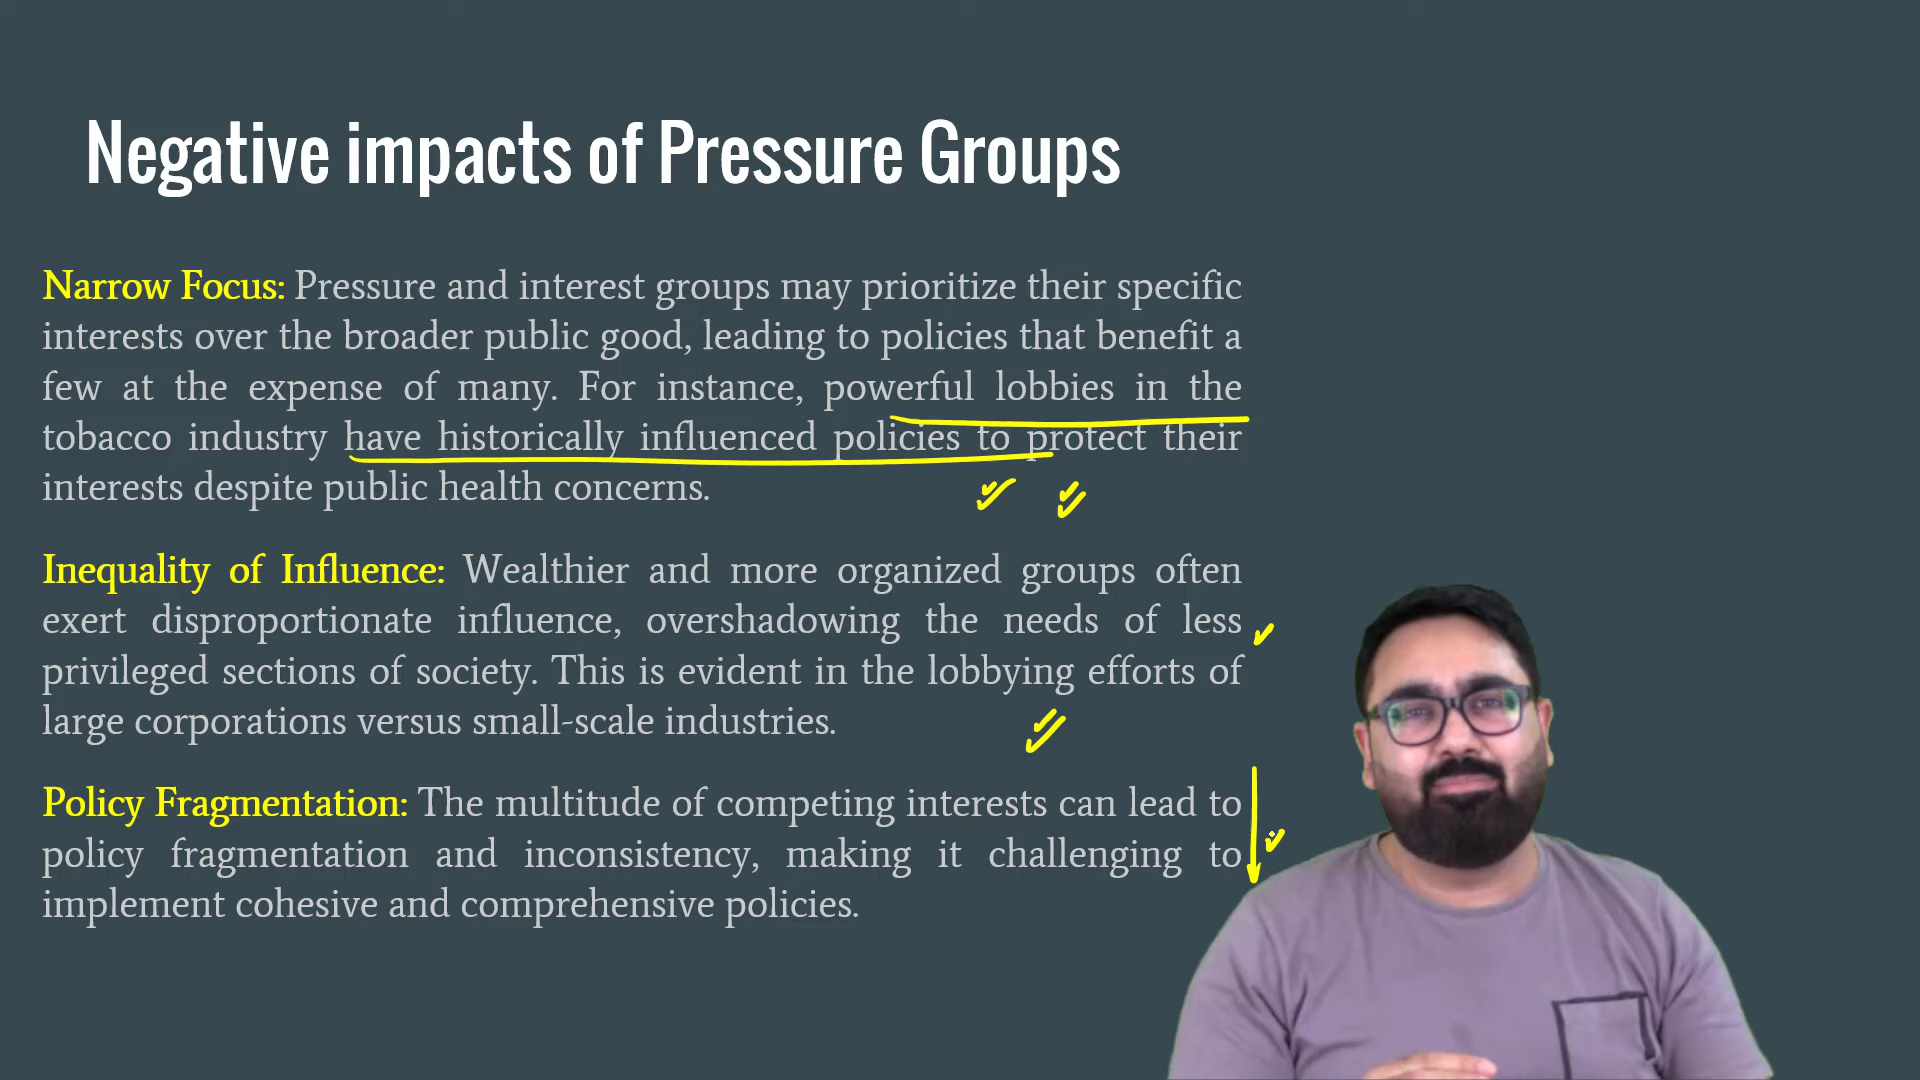 Negative impacts of Pressure Groups
Narrow Focus: Pressure and interest groups may prioritize their specific
interests over the broader public good, leading to policies that benefit a
few at the expense of many. For instance, powerful lobbies in the
tobacco industry have historically influenced policies to protect their
interests despite public health concerns.
Inequality of Influence: Wealthier and more organized groups often
exert disproportionate influence, overshadowing the needs of less
privileged sections of society. This is evident in the lobbying efforts of
large corporations versus small-scale industries.
Policy Fragmentation: The multitude of competing interests can lead to
policy fragmentation and inconsistency, making it challenging to
implement cohesive and comprehensive policies.